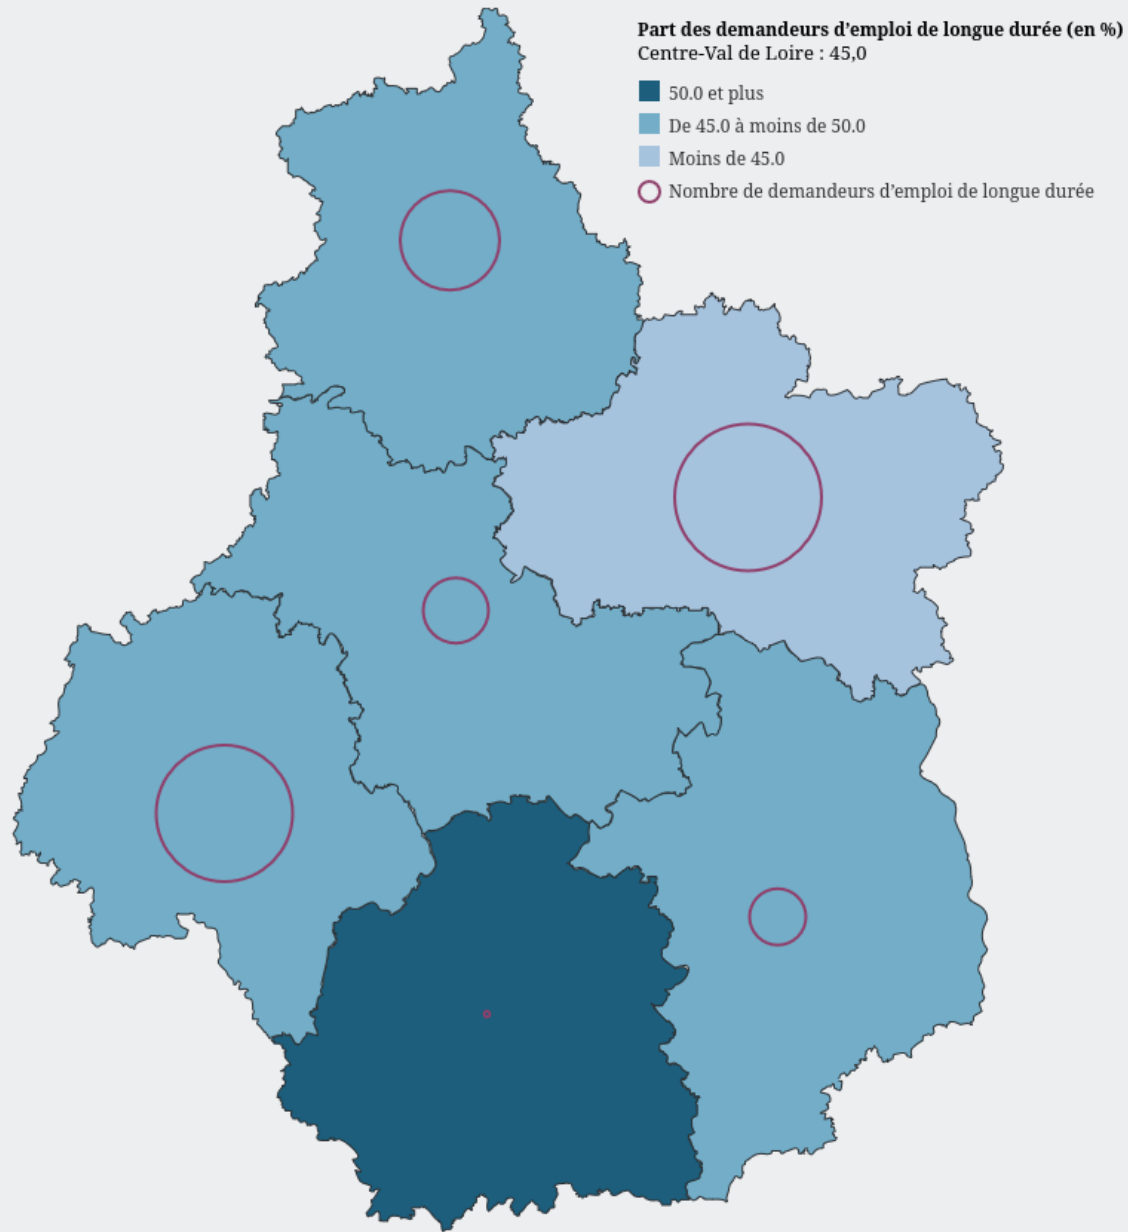 Part des demandeurs d’emploi de longue durée (en %)
Centre-Val de Loire : 45,0
50.0 et plus
De 45.0 à moins de 50.0
Moins de 45.0
Nombre de demandeurs d’emploi de longue durée